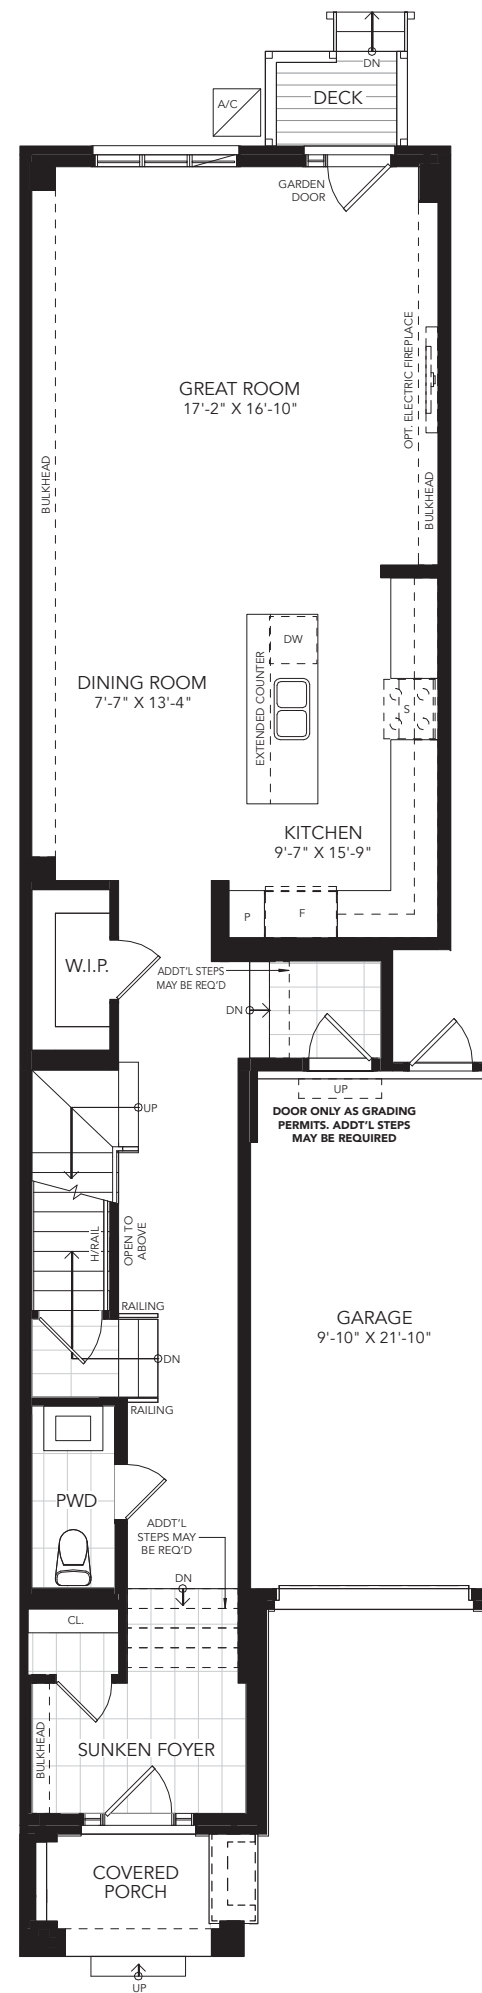 DN
DECK
A/C
GARDEN
DOOR
OPT. ELECTRIC FIREPLACE
GREAT ROOM
17'-2" X 16'-10"
BULKHEAD
BULKHEAD
DW
EXTENDED COUNTER
DINING ROOM
7'-7" X 13'-4"
S
KITCHEN
9'-7" X 15'-9"
P
F
W.I.P.
ADDT'L STEPS
MAY BE REQ'D
DN
UP
UP
DOOR ONLY AS GRADING
PERMITS. ADDT'L STEPS
MAY BE REQUIRED
H/RAIL
OPEN TO
ABOVE
RAILING
GARAGE
9'-10" X 21'-10"
DN
RAILING
PWD
ADDT'L
STEPS MAY
BE REQ'D
DN
CL.
BULKHEAD
SUNKEN FOYER
COVERED
PORCH
UP